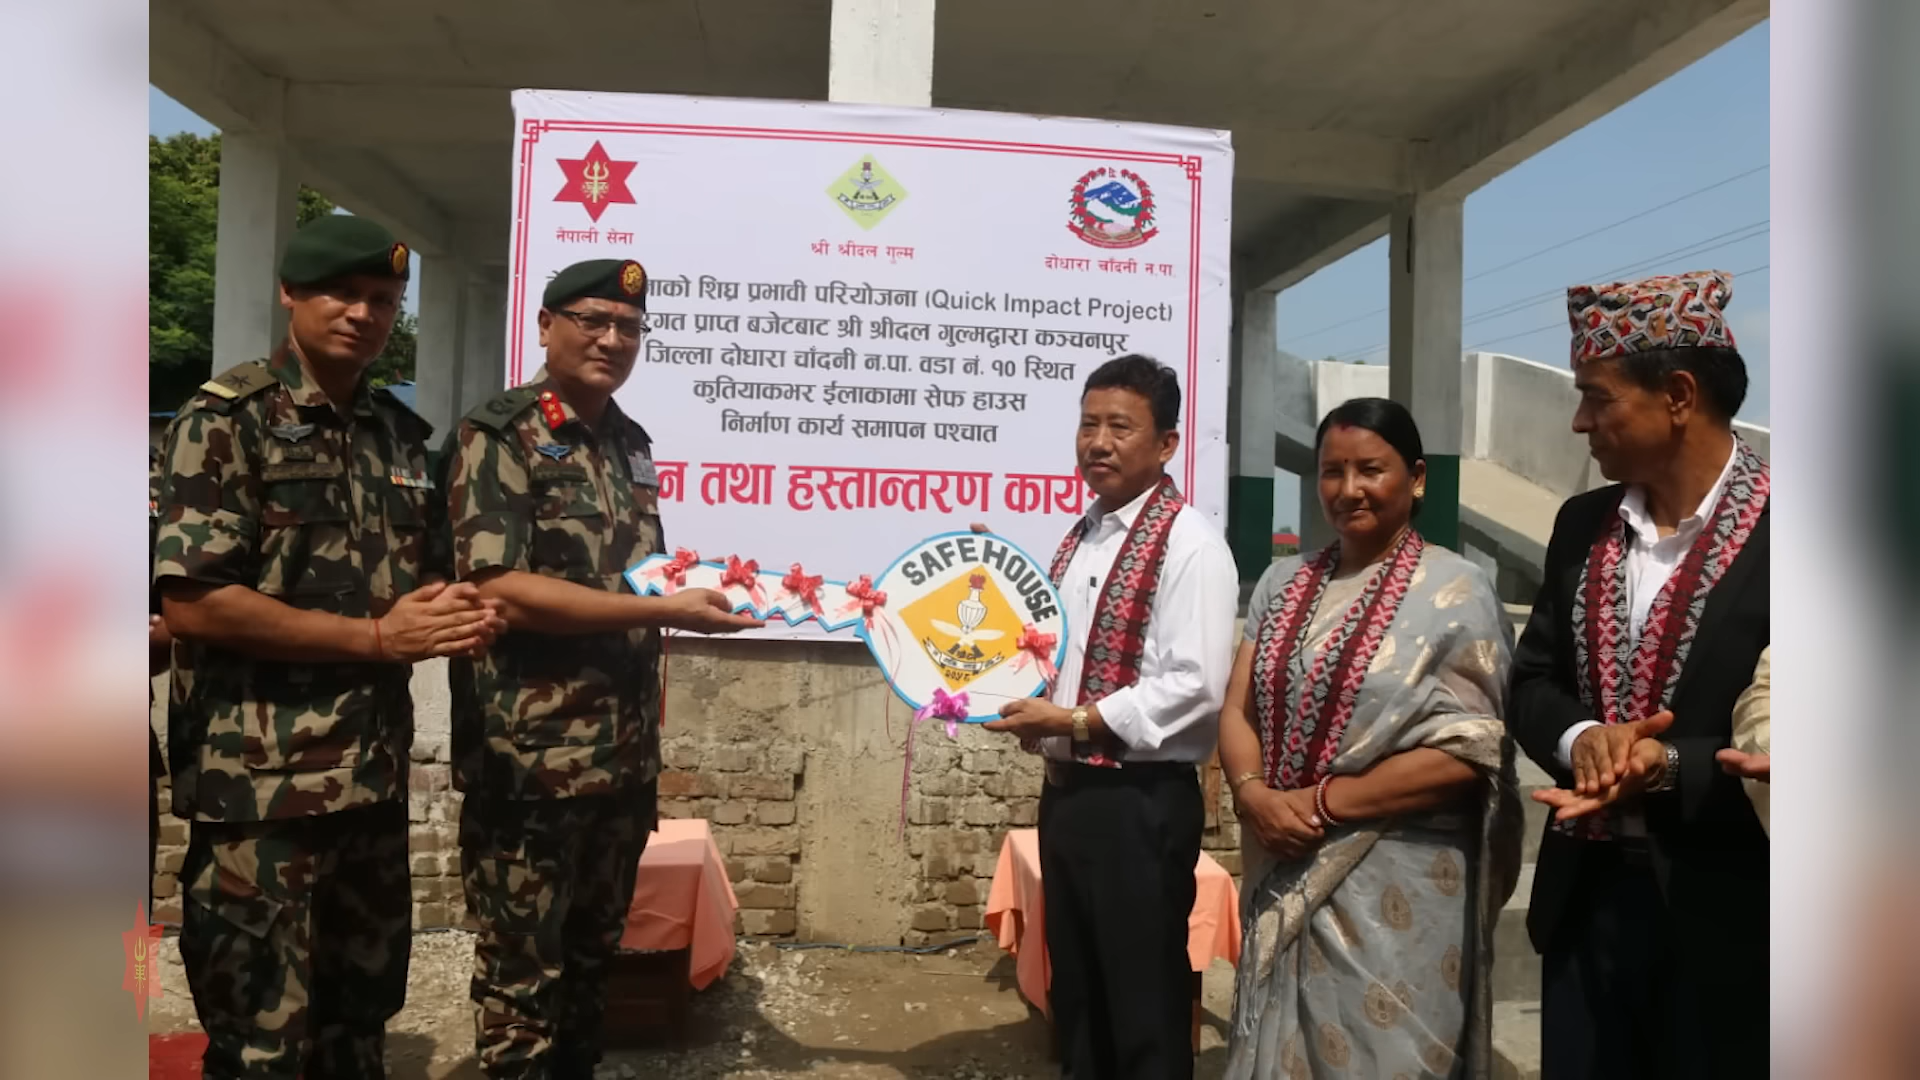 नेपाली सेना
श्री श्रीदल गुल्म
दोधारा चाँदनी न.पा.
शिघ्र प्रभावी परियोजना (Quick Impact Project)
प्राप्त बजेटबाट श्री श्रीदल गुल्मद्वारा कञ्चनपुर
जिल्ला दोधारा चाँदनी न.पा. वडा नं. १० स्थित
कुतियाकभर ईलाकामा सेफ हाउस
निर्माण कार्य समापन पश्चात
तथा हस्तान्तरण
SAFE HOUSE